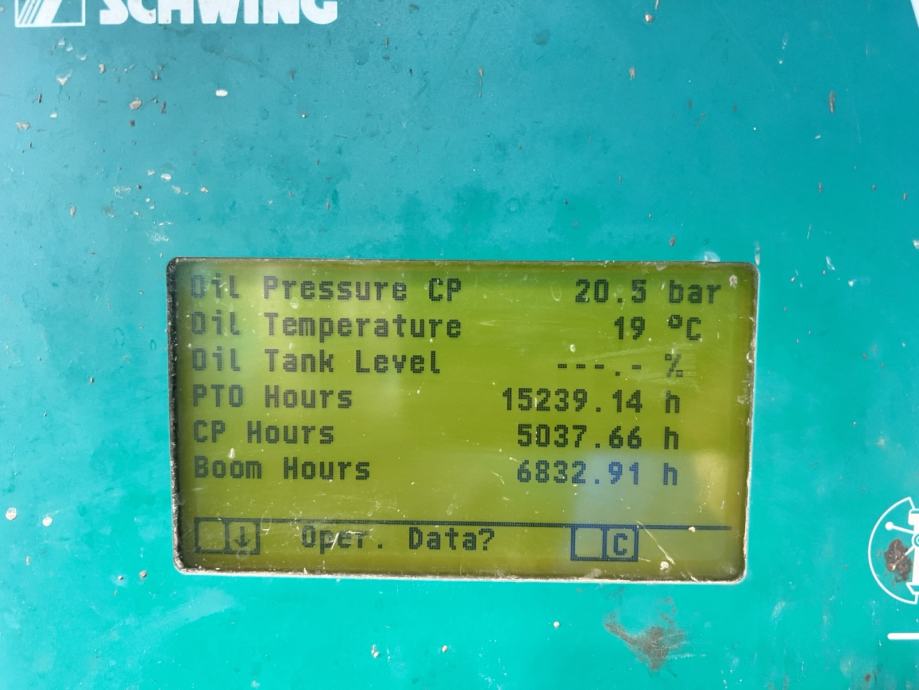 SCHWING
Oil Pressure CP 20.5 bar
Oil Temperature 19 °C
Oil Tank Level ---.- %
PTO Hours 15239.14 h
CP Hours 5037.66 h
Boom Hours 6832.91 h
↓ Oper. Data? C